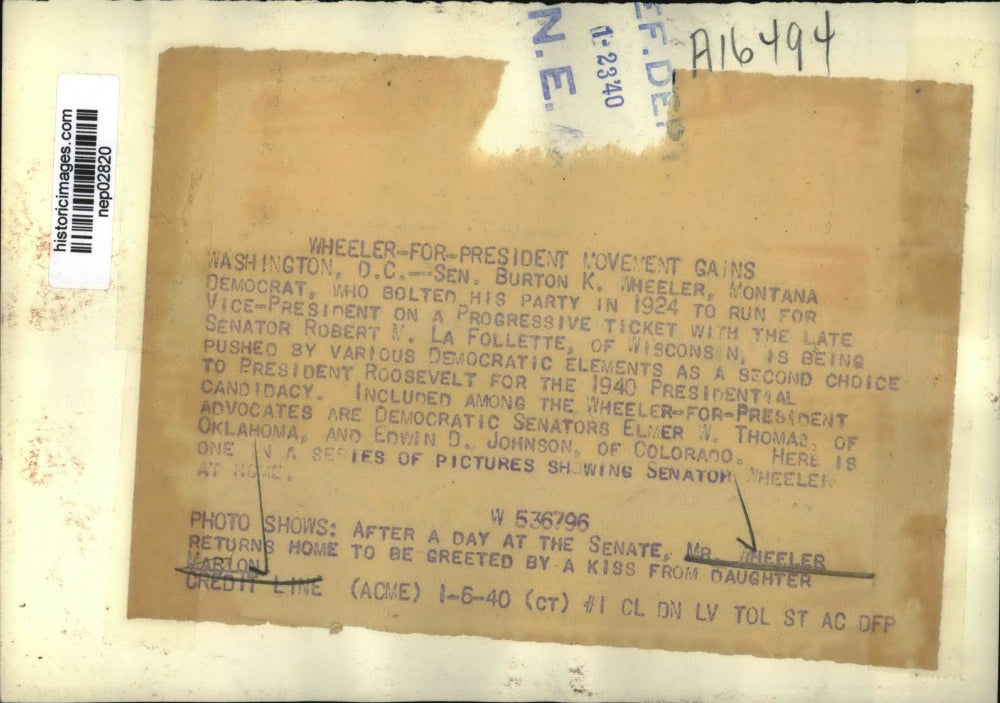 A16494
EF. DEPT
1-23'40
N.E.A
historicimages.com
nep02820
WHEELER-FOR-PRESIDENT MOVEMENT GAINS
WASHINGTON, D.C.--SEN. BURTON K. WHEELER, MONTANA
DEMOCRAT, WHO BOLTED HIS PARTY IN 1924 TO RUN FOR
VICE-PRESIDENT ON A PROGRESSIVE TICKET WITH THE LATE
SENATOR ROBERT M. LA FOLLETTE, OF WISCONSIN, IS BEING
PUSHED BY VARIOUS DEMOCRATIC ELEMENTS AS A SECOND CHOICE
TO PRESIDENT ROOSEVELT FOR THE 1940 PRESIDENTIAL
CANDIDACY. INCLUDED AMONG THE WHEELER-FOR-PRESIDENT
ADVOCATES ARE DEMOCRATIC SENATORS ELMER W. THOMAS, OF
OKLAHOMA, AND EDWIN D. JOHNSON, OF COLORADO. HERE IS
ONE IN A SERIES OF PICTURES SHOWING SENATOR WHEELER
AT HOME.
W 536796
PHOTO SHOWS: AFTER A DAY AT THE SENATE, MR. WHEELER
RETURNS HOME TO BE GREETED BY A KISS FROM DAUGHTER
MARION
CREDIT LINE (ACME) 1-6-40 (CT) #1 CL DN LV TOL ST AC DFP